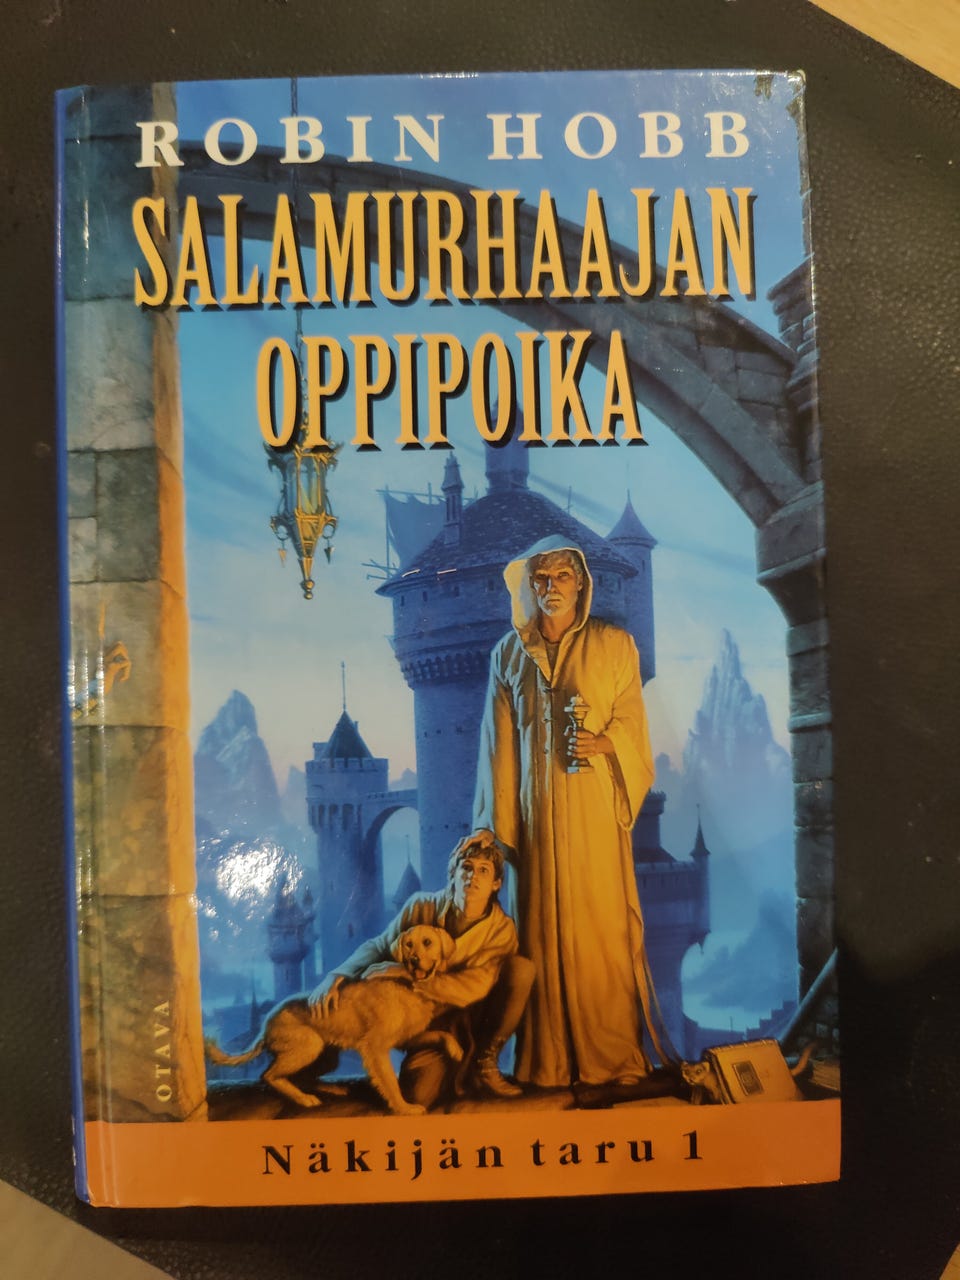 ROBIN HOBB
SALAMURHAAJAN
OPPIPOIKA
OTAVA
Näkijän taru 1